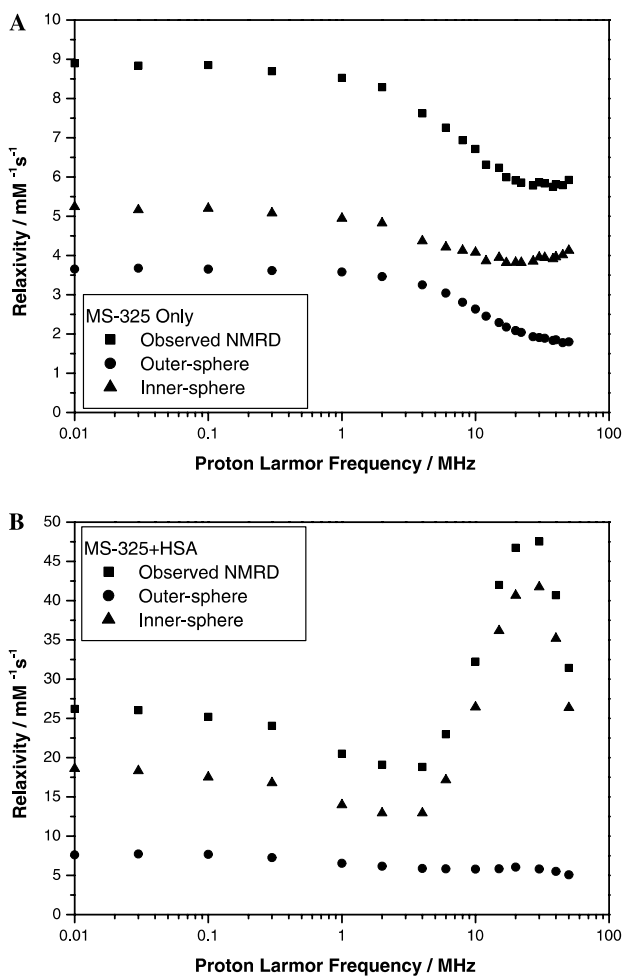 A
10
9
8
7
6
5
4
3
2
1
0
Relaxivity / mM⁻¹s⁻¹
MS-325 Only
Observed NMRD
Outer-sphere
Inner-sphere
0.01 0.1 1 10 100
Proton Larmor Frequency / MHz
B
50
45
40
35
30
25
20
15
10
5
0
Relaxivity / mM ⁻¹s⁻¹
MS-325+HSA
Observed NMRD
Outer-sphere
Inner-sphere
0.01 0.1 1 10 100
Proton Larmor Frequency / MHz